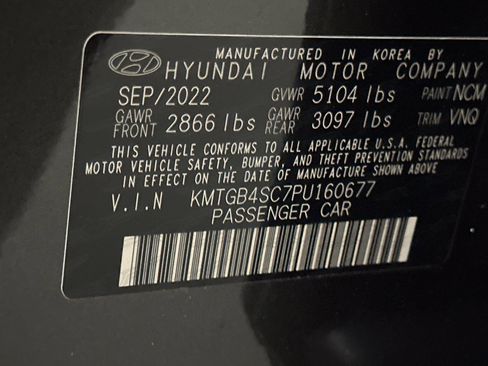 MANUFACTURED IN KOREA BY
HYUNDAI MOTOR COMPANY
SEP/2022 GVWR 5104 lbs PAINT NCM
GAWR FRONT 2866 lbs GAWR REAR 3097 lbs TRIM VNQ
THIS VEHICLE CONFORMS TO ALL APPLICABLE U.S.A. FEDERAL
MOTOR VEHICLE SAFETY, BUMPER, AND THEFT PREVENTION STANDARDS
IN EFFECT ON THE DATE OF MANUFACTURE SHOWN ABOVE
V.I.N KMTGB4SC7PU160677
PASSENGER CAR